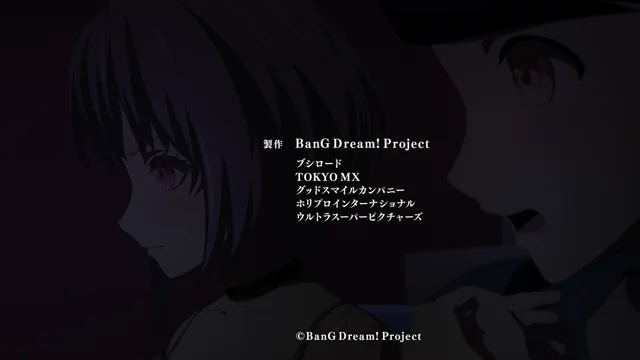 製作 BanG Dream! Project
ブシロード
TOKYO MX
グッドスマイルカンパニー
ホリプロインターナショナル
ウルトラスーパーピクチャーズ
©BanG Dream! Project